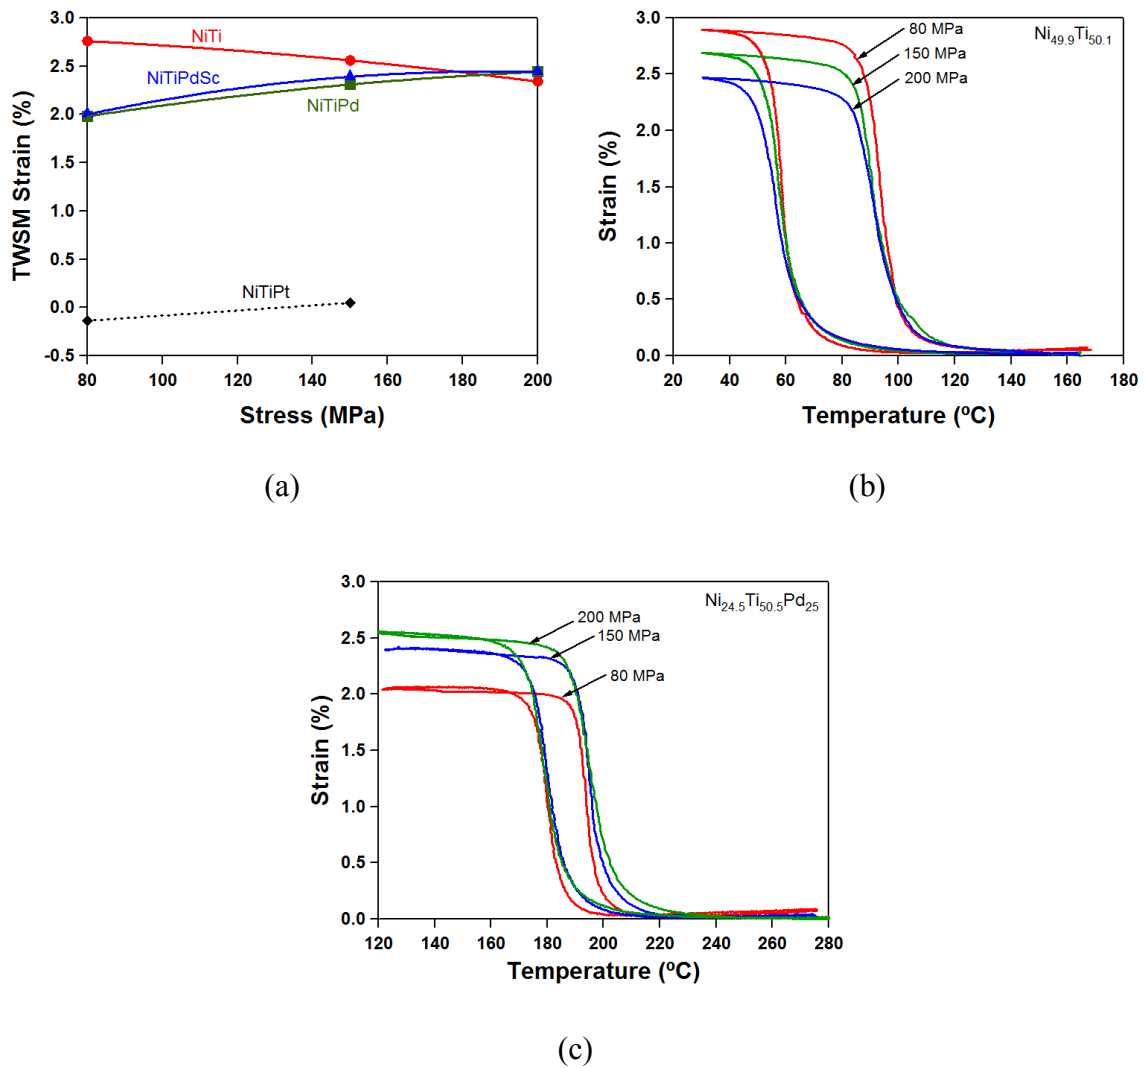 3.0
2.5
2.0
1.5
1.0
0.5
0.0
-0.5
TWSM Strain (%)
NiTi
NiTiPdSc
NiTiPd
NiTiPt
80 100 120 140 160 180 200
Stress (MPa)
(a)
3.0
2.5
2.0
1.5
1.0
0.5
0.0
Strain (%)
80 MPa
150 MPa
200 MPa
Ni49.9Ti50.1
20 40 60 80 100 120 140 160 180
Temperature (ºC)
(b)
3.0
2.5
2.0
1.5
1.0
0.5
0.0
Strain (%)
Ni24.5Ti50.5Pd25
200 MPa
150 MPa
80 MPa
120 140 160 180 200 220 240 260 280
Temperature (ºC)
(c)